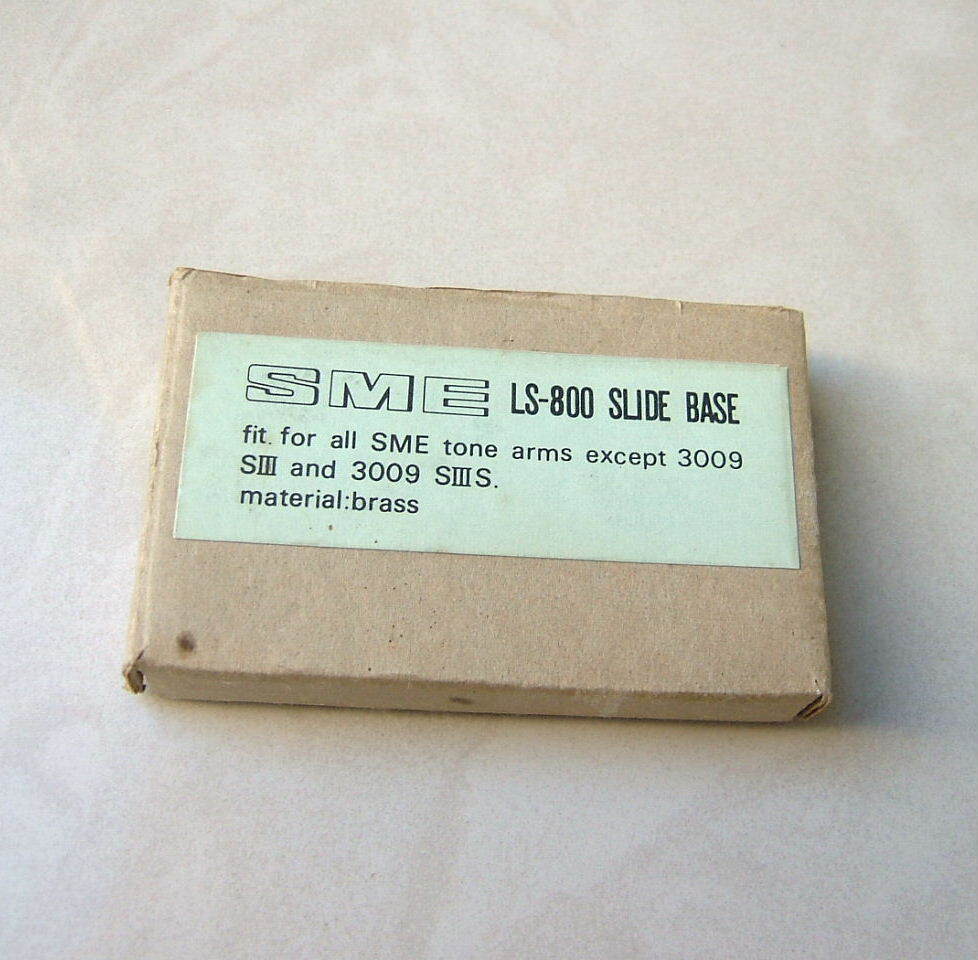 SME LS-800 SLIDE BASE
fit. for all SME tone arms except 3009
SⅢ and 3009 SⅢS.
material:brass